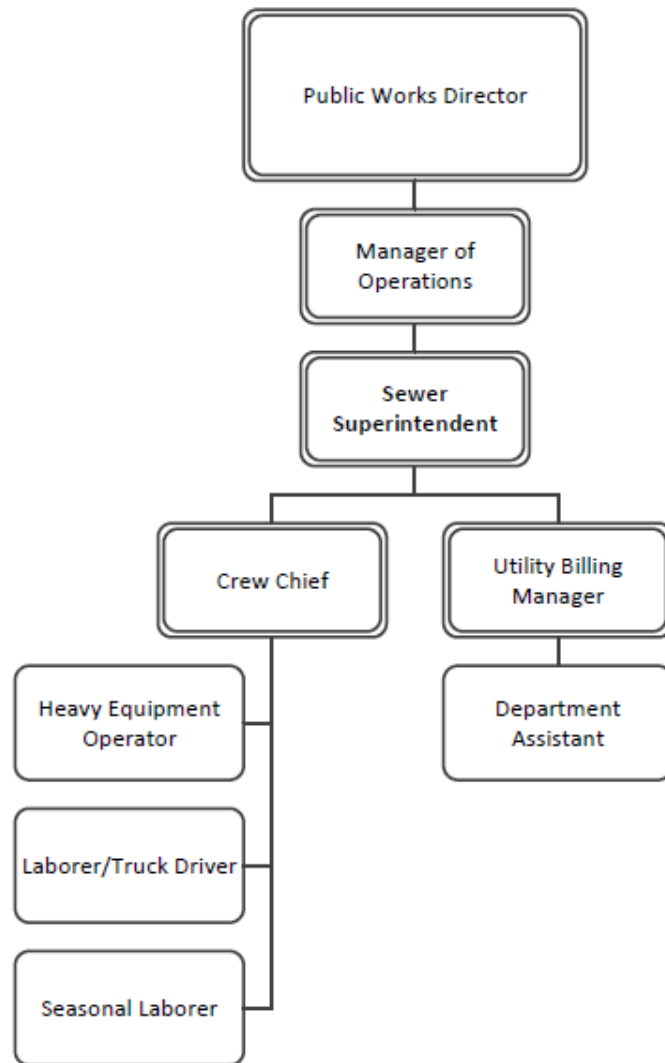 Public Works Director
Manager of
Operations
Sewer
Superintendent
Crew Chief
Utility Billing
Manager
Heavy Equipment
Operator
Department
Assistant
Laborer/Truck Driver
Seasonal Laborer